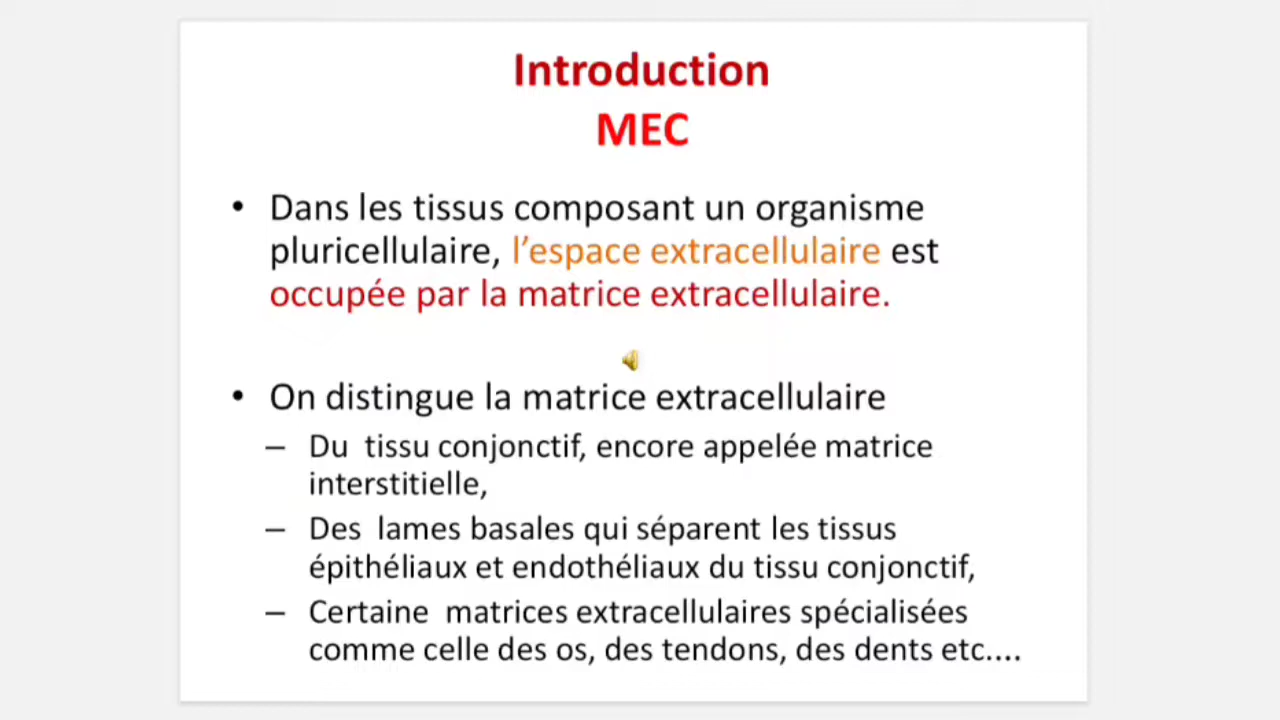 Introduction
MEC
• Dans les tissus composant un organisme
pluricellulaire, l’espace extracellulaire est
occupée par la matrice extracellulaire.
• On distingue la matrice extracellulaire
– Du tissu conjonctif, encore appelée matrice
interstitielle,
– Des lames basales qui séparent les tissus
épithéliaux et endothéliaux du tissu conjonctif,
– Certaine matrices extracellulaires spécialisées
comme celle des os, des tendons, des dents etc....